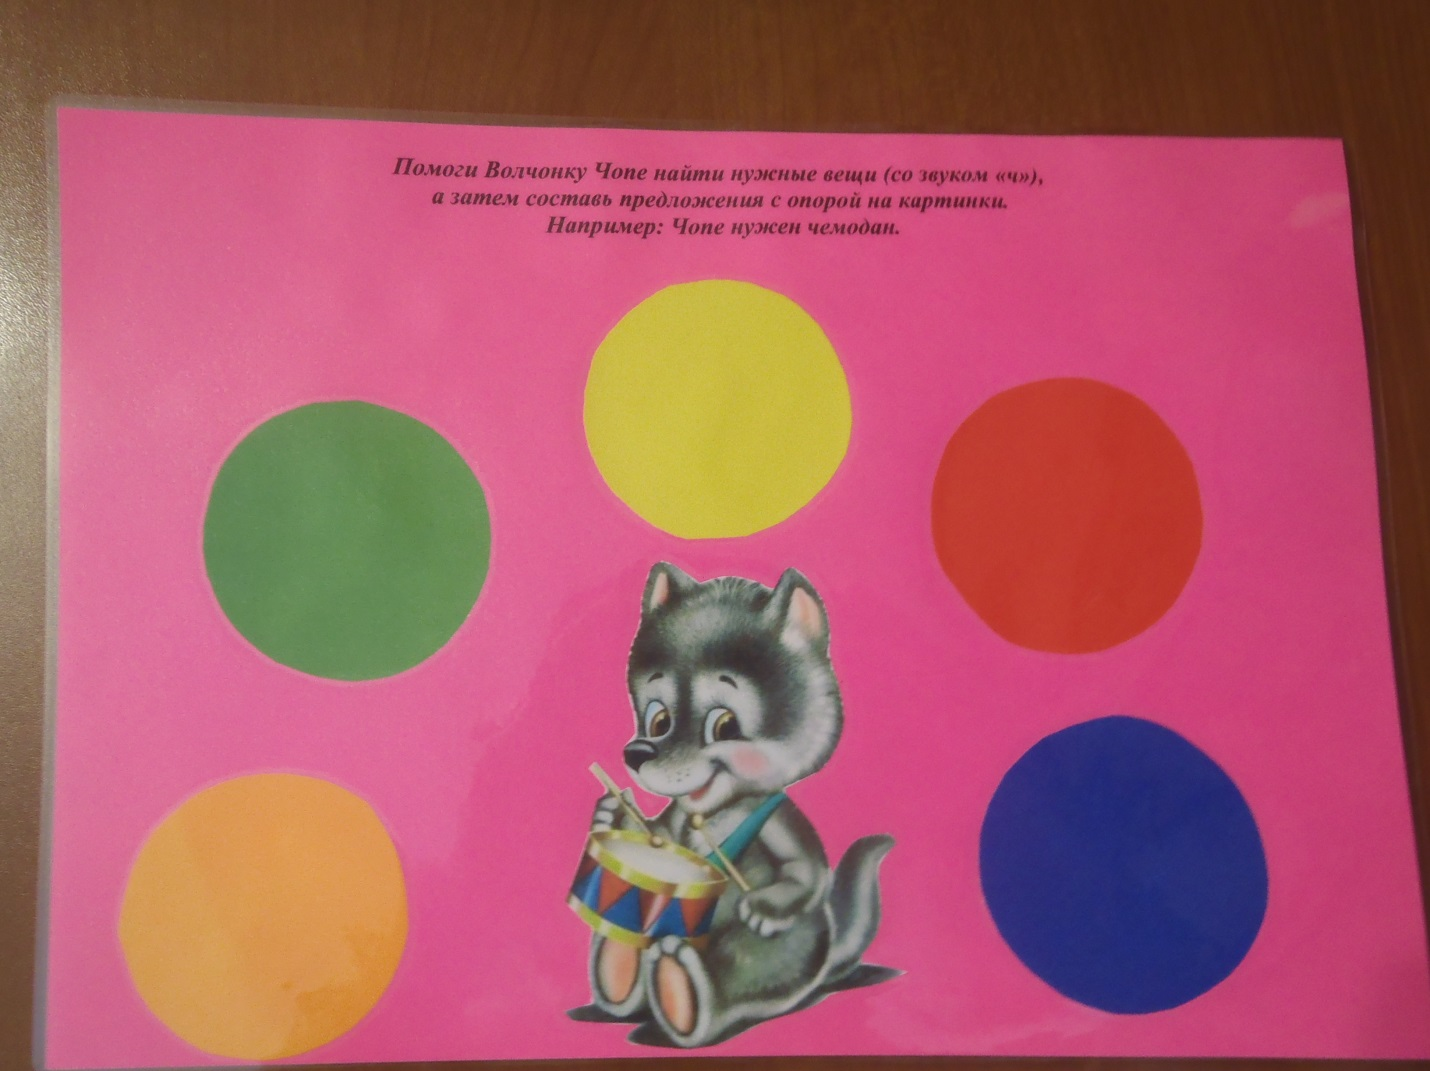 Помоги Волчонку Чопе найти нужные вещи (со звуком «ч»),
а затем составь предложения с опорой на картинки.
Например: Чопе нужен чемодан.